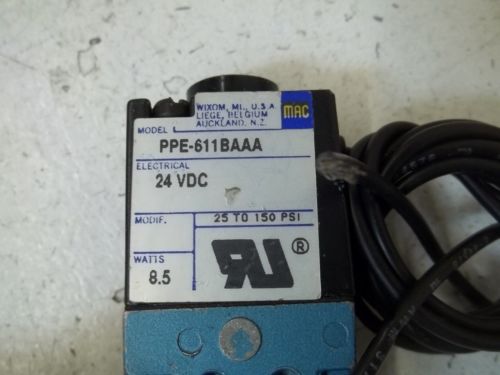 WIXOM, MI., U.S.A.
LIEGE, BELGIUM
AUCKLAND, N.Z.
MAC
MODEL
PPE-611BAAA
ELECTRICAL
24 VDC
MODIF.
25 TO 150 PSI
WATTS
8.5
RU®